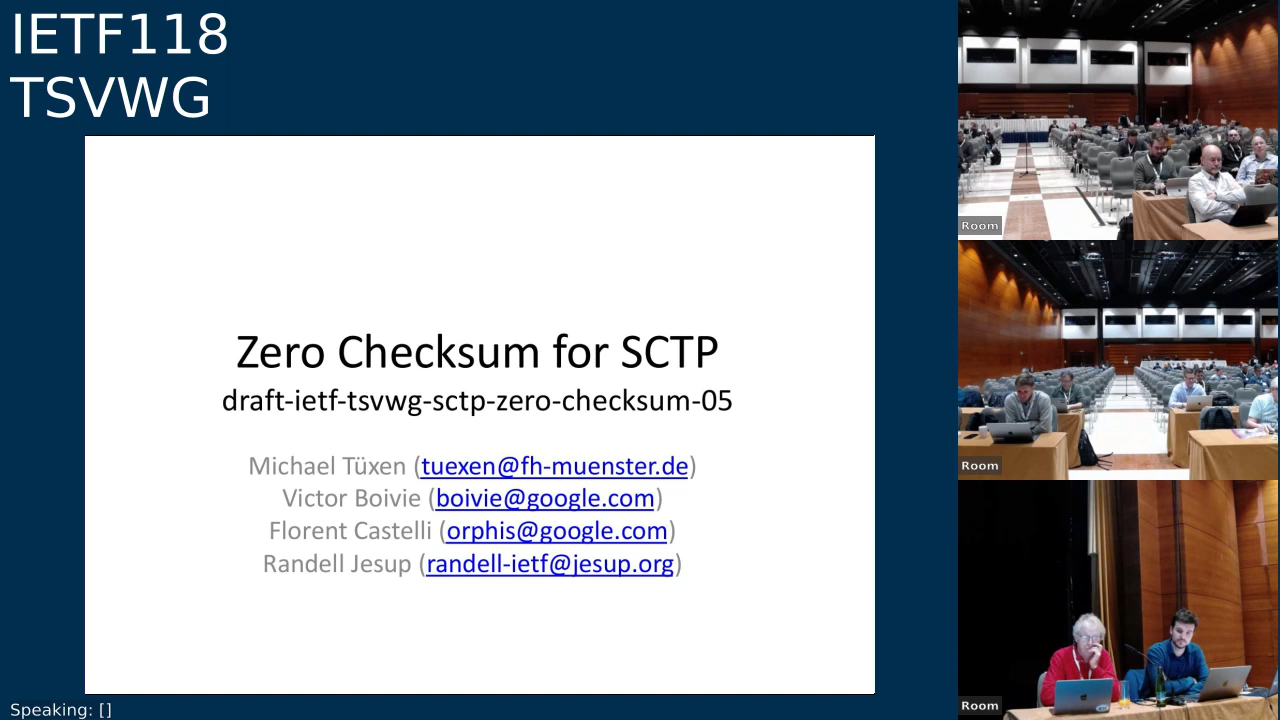 IETF118
TSVWG
Zero Checksum for SCTP
draft-ietf-tsvwg-sctp-zero-checksum-05
Michael Tüxen (tuexen@fh-muenster.de)
Victor Boivie (boivie@google.com)
Florent Castelli (orphis@google.com)
Randell Jesup (randell-ietf@jesup.org)
Speaking: []
Room
Room
Room